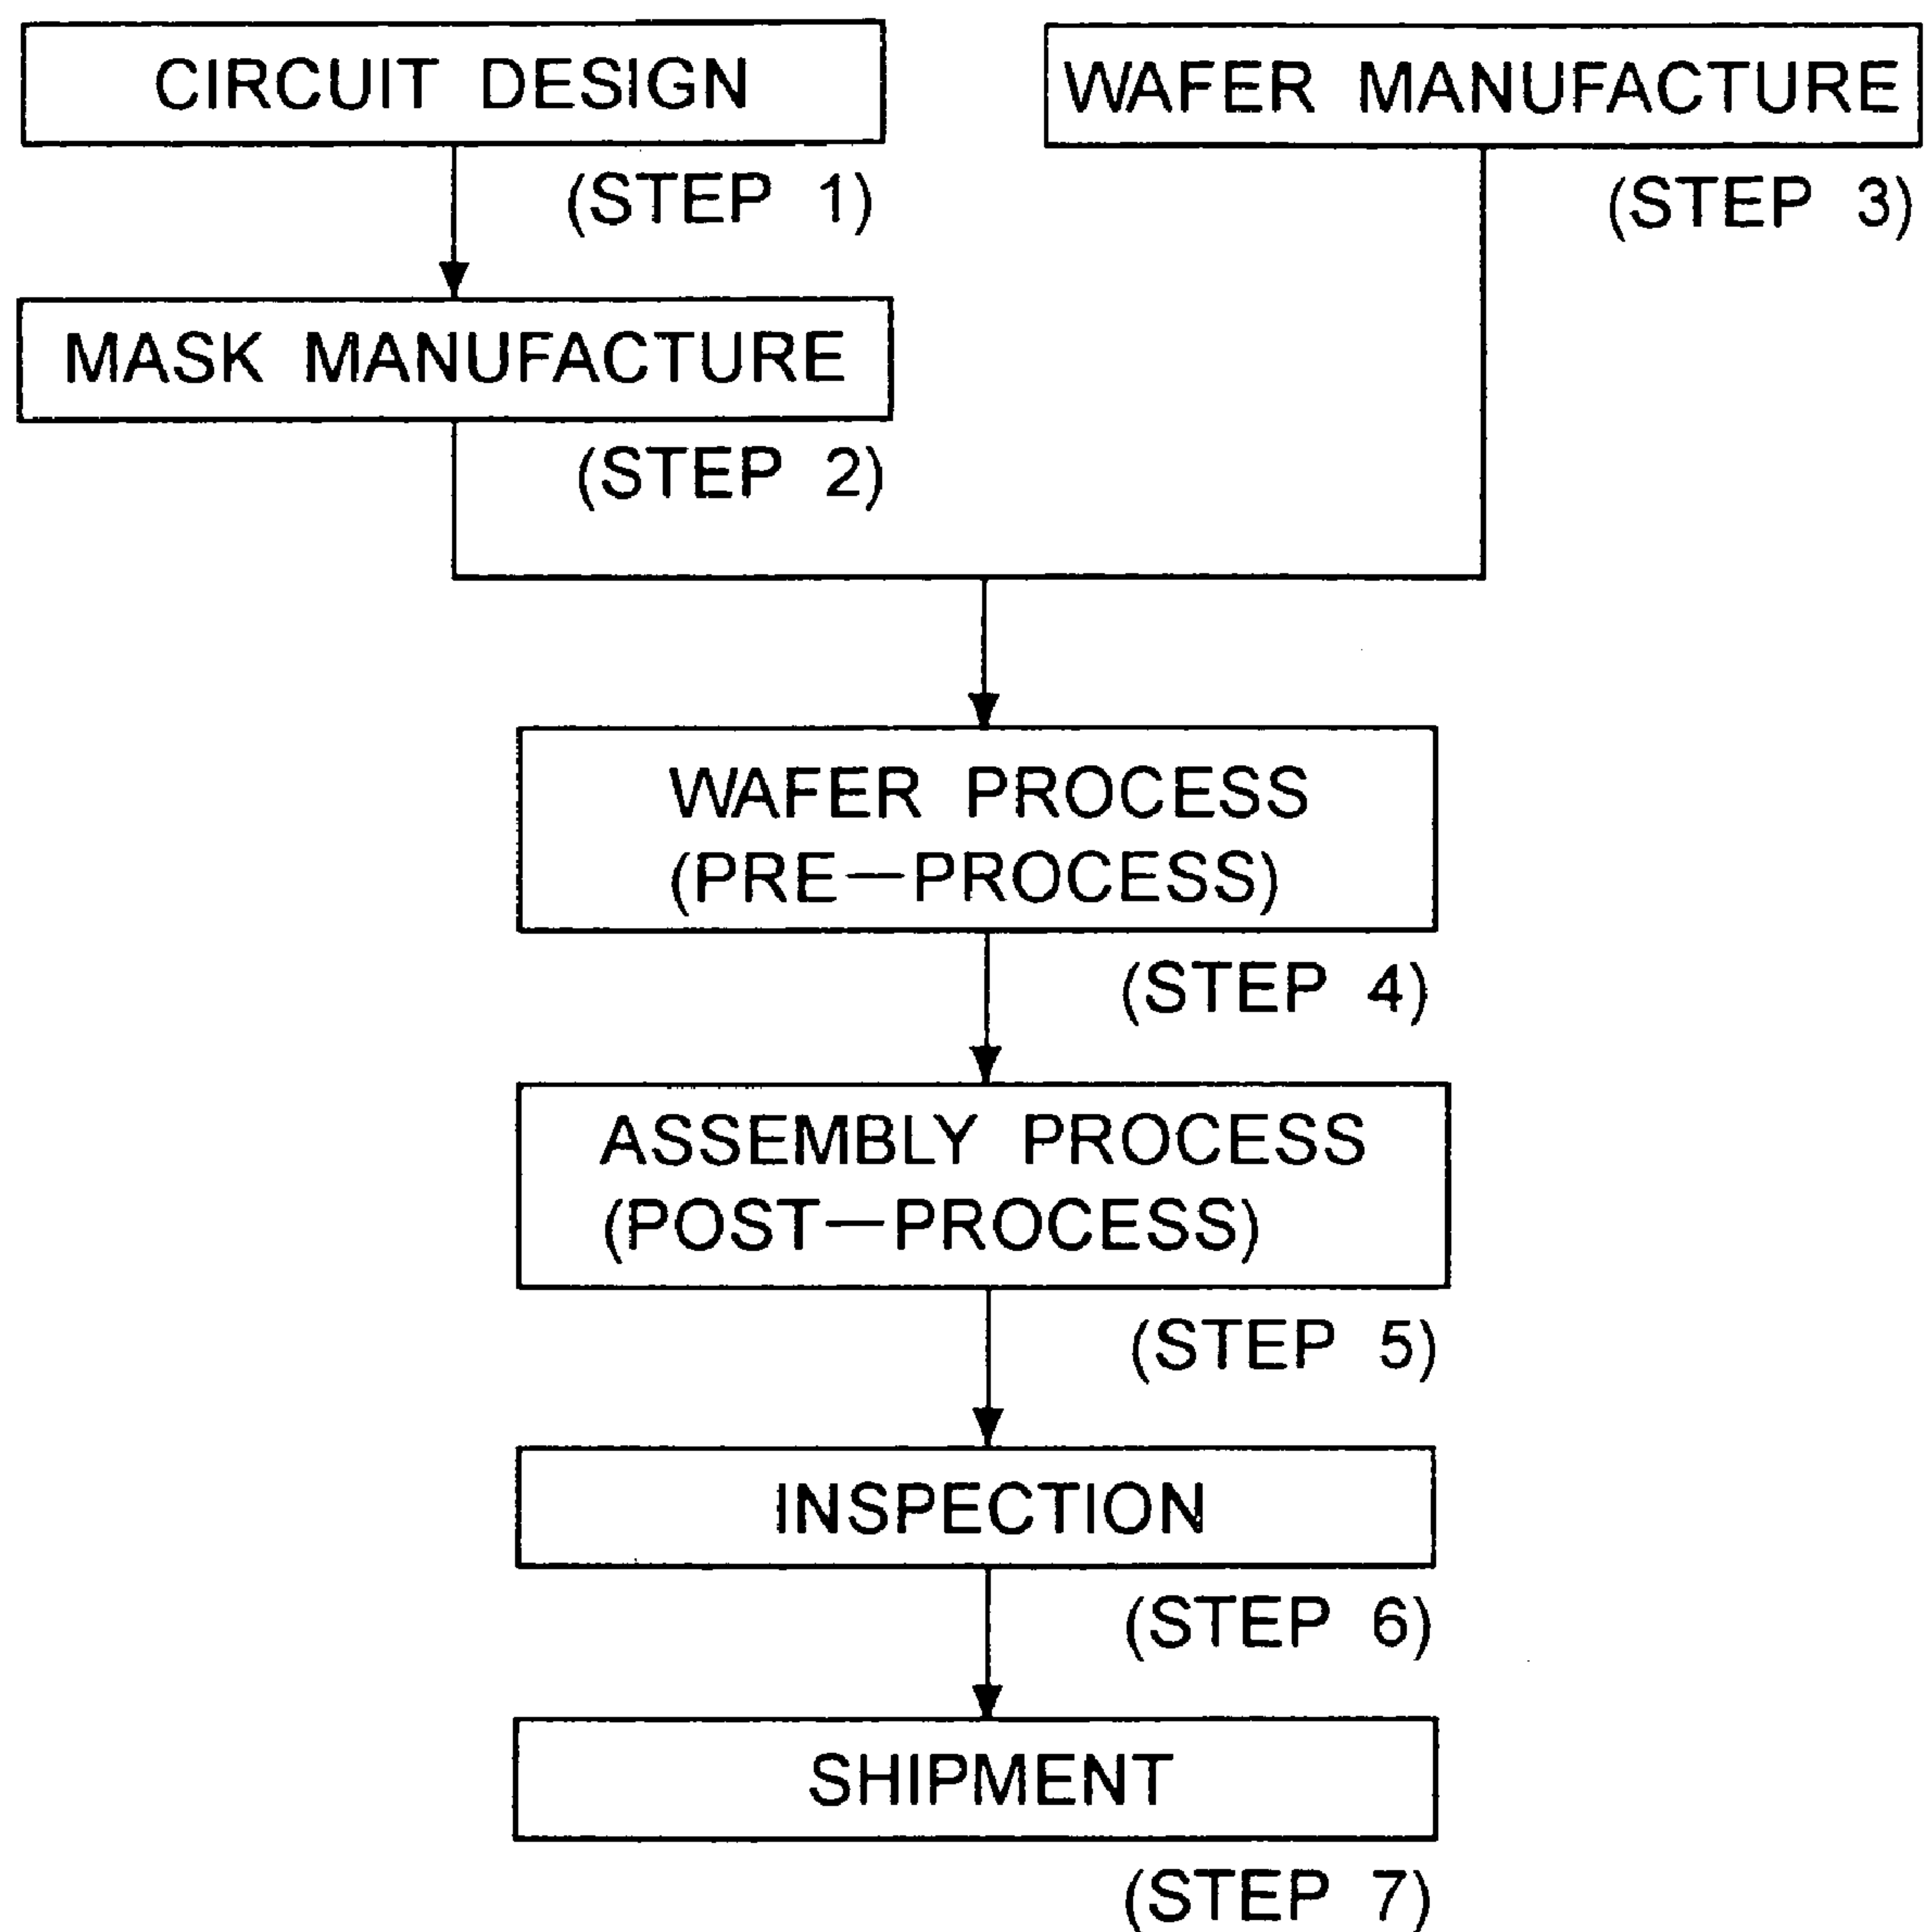 CIRCUIT DESIGN
(STEP 1)
WAFER MANUFACTURE
(STEP 3)
MASK MANUFACTURE
(STEP 2)
WAFER PROCESS
(PRE—PROCESS)
(STEP 4)
ASSEMBLY PROCESS
(POST—PROCESS)
(STEP 5)
INSPECTION
(STEP 6)
SHIPMENT
(STEP 7)